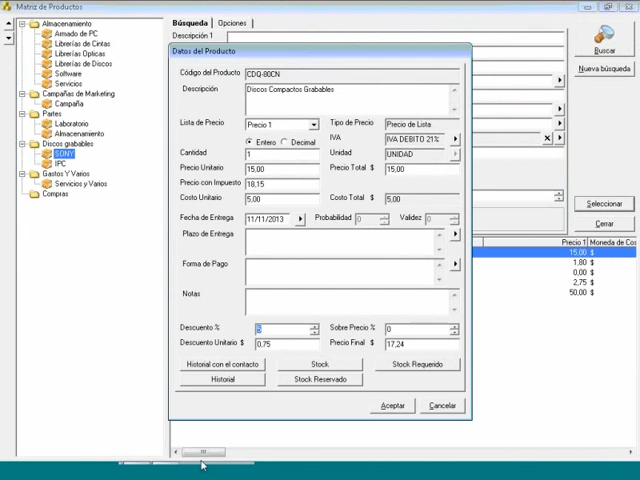 Matriz de Productos
Almacenamiento
Armado de PC
Librerías de Cintas
Librerías Opticas
Librerías de Discos
Software
Servicios
Campañas de Marketing
Campaña
Partes
Laboratorio
Almacenamiento
Discos grabables
SONY
IPC
Gastos Y Varios
Servicios y Varios
Compras
Búsqueda Opciones
Descripción 1
Buscar
Nueva búsqueda
Seleccionar
Cerrar
Precio 1 Moneda de Cos
15,00 $
1,80 $
0,00 $
2,75 $
50,00 $
Datos del Producto
Código del Producto CDQ-80CN
Descripción Discos Compactos Grabables
Lista de Precio Precio 1 Tipo de Precio Precio de Lista
Entero Decimal IVA IVA DEBITO 21%
Cantidad 1 Unidad UNIDAD
Precio Unitario 15,00 Precio Total $ 15,00
Precio con Impuesto 18,15
Costo Unitario 5,00 Costo Total $ 5,00
Fecha de Entrega 11/11/2013 Probabilidad 0 Validez 0
Plazo de Entrega
Forma de Pago
Notas
Descuento % 5 Sobre Precio % 0
Descuento Unitario $ 0,75 Precio Final $ 17,24
Historial con el contacto Stock Stock Requerido
Historial Stock Reservado
Aceptar Cancelar